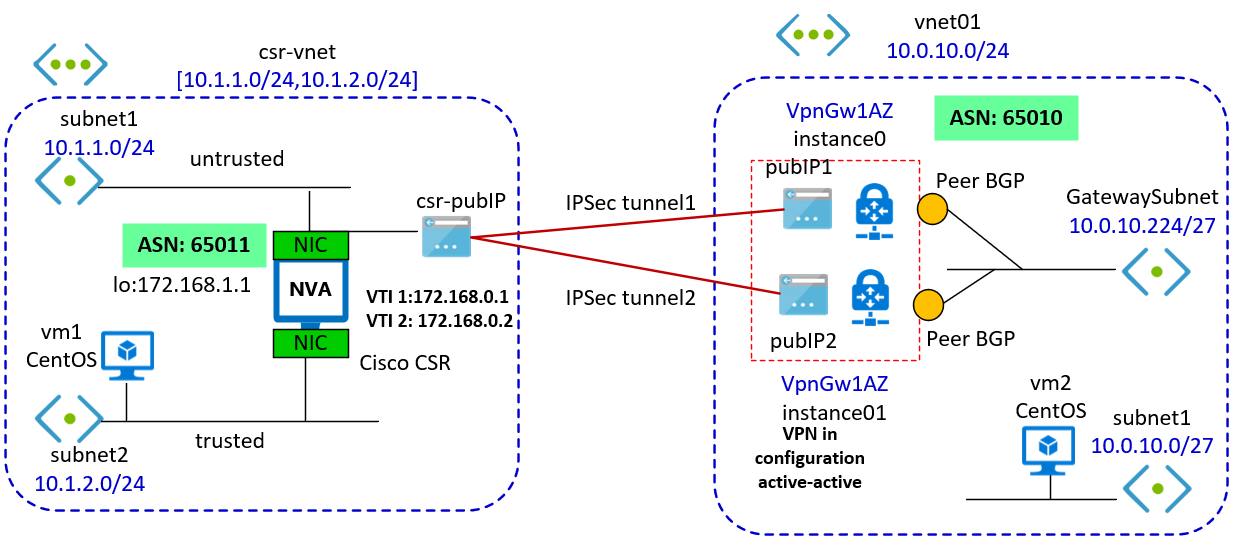 csr-vnet
[10.1.1.0/24,10.1.2.0/24]
subnet1
10.1.1.0/24
untrusted
ASN: 65011
lo:172.168.1.1
NIC
NVA
NIC
VTI 1:172.168.0.1
VTI 2: 172.168.0.2
Cisco CSR
vm1
CentOS
trusted
subnet2
10.1.2.0/24
csr-pubIP
IPSec tunnel1
IPSec tunnel2
vnet01
10.0.10.0/24
VpnGw1AZ
instance0
pubIP1
ASN: 65010
Peer BGP
GatewaySubnet
10.0.10.224/27
pubIP2
Peer BGP
VpnGw1AZ
instance01
VPN in
configuration
active-active
vm2
CentOS
subnet1
10.0.10.0/27